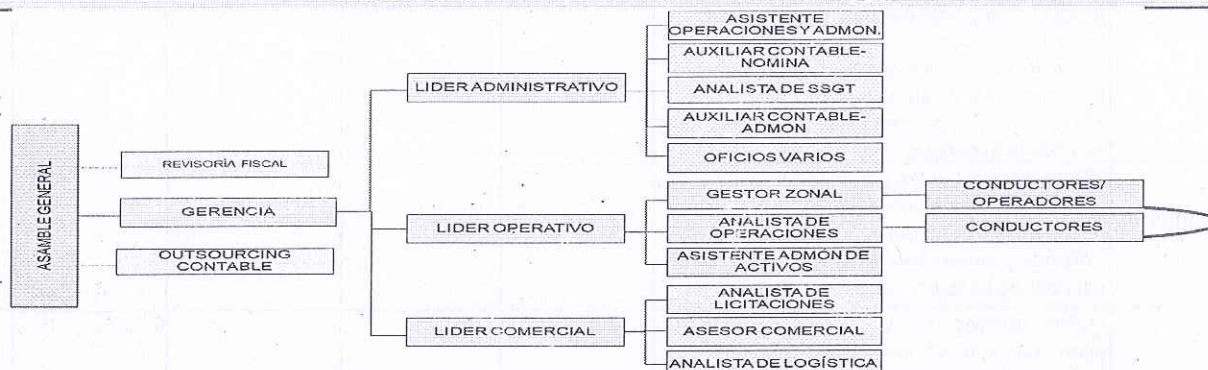 ASAMBLE GENERAL
REVISORÍA FISCAL
GERENCIA
OUTSOURCING
CONTABLE
LIDER ADMINISTRATIVO
ASISTENTE
OPERACIONES Y ADMON.
AUXILIAR CONTABLE-
NOMINA
ANALISTA DE SSGT
AUXILIAR CONTABLE-
ADMON
OFICIOS VARIOS
LIDER OPERATIVO
GESTOR ZONAL
CONDUCTORES/
OPERADORES
ANALISTA DE
OPERACIONES
CONDUCTORES
ASISTENTE ADMÓN DE
ACTIVOS
LIDER COMERCIAL
ANALISTA DE
LICITACIONES
ASESOR COMERCIAL
ANALISTA DE LOGÍSTICA